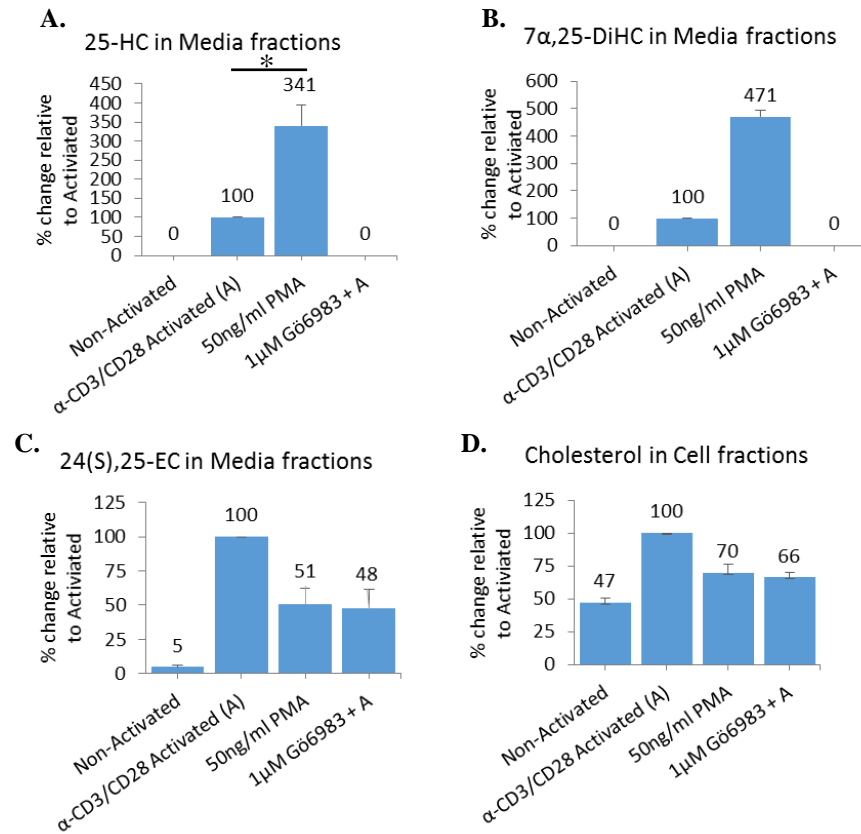 A.
25-HC in Media fractions
*
% change relative
to Activiated
450
400
350
300
250
200
150
100
50
0
0
100
341
0
Non-Activated
α-CD3/CD28 Activated (A)
50ng/ml PMA
1µM Gö6983 + A
B.
7α,25-DiHC in Media fractions
% change relative
to Activiated
600
500
400
300
200
100
0
0
100
471
0
Non-Activated
α-CD3/CD28 Activated (A)
50ng/ml PMA
1µM Gö6983 + A
C.
24(S),25-EC in Media fractions
% change relative
to Activiated
125
100
75
50
25
0
5
100
51
48
Non-Activated
α-CD3/CD28 Activated (A)
50ng/ml PMA
1µM Gö6983 + A
D.
Cholesterol in Cell fractions
% change relative
to Activiated
125
100
75
50
25
0
47
100
70
66
Non-Activated
α-CD3/CD28 Activated (A)
50ng/ml PMA
1µM Gö6983 + A